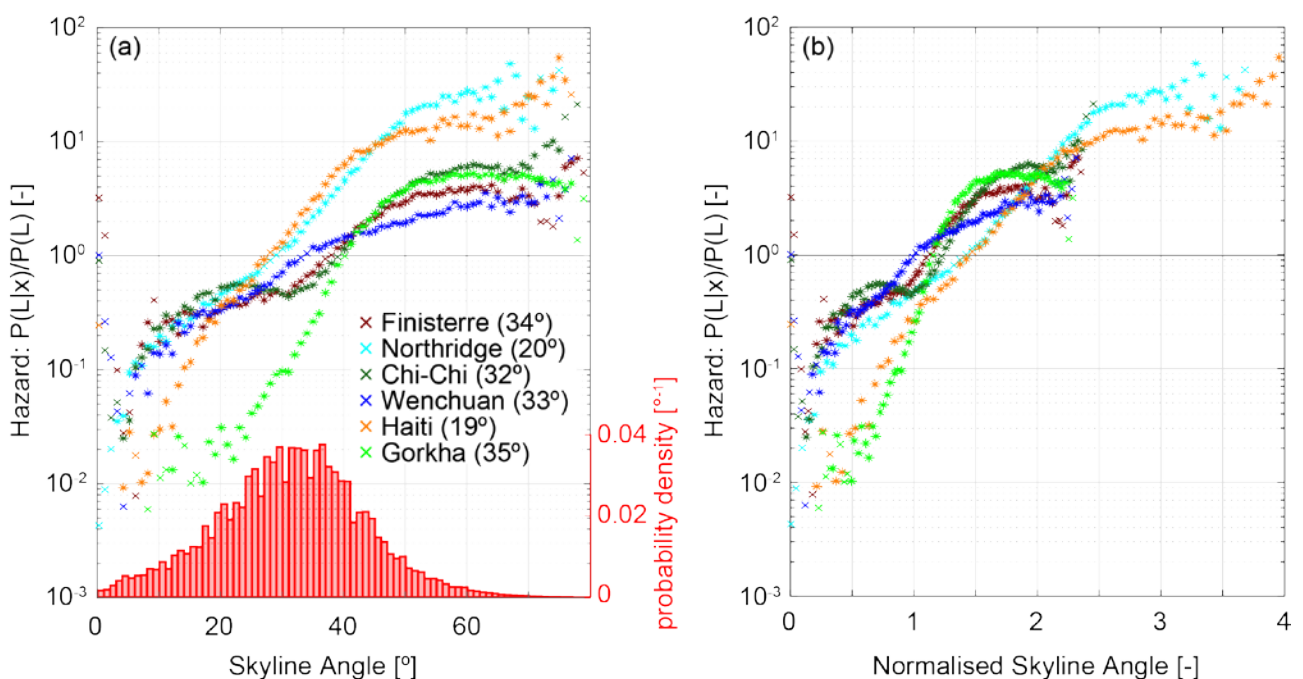 (a)
Hazard: P(L|x)/P(L) [-]
10²
10¹
10⁰
10⁻¹
10⁻²
10⁻³
× Finisterre (34º)
× Northridge (20º)
× Chi-Chi (32º)
× Wenchuan (33º)
× Haiti (19º)
× Gorkha (35º)
0.04
0.02
0
probability density [º⁻¹]
0 20 40 60
Skyline Angle [º]
(b)
Hazard: P(L|x)/P(L) [-]
10²
10¹
10⁰
10⁻¹
10⁻²
10⁻³
0 1 2 3 4
Normalised Skyline Angle [-]